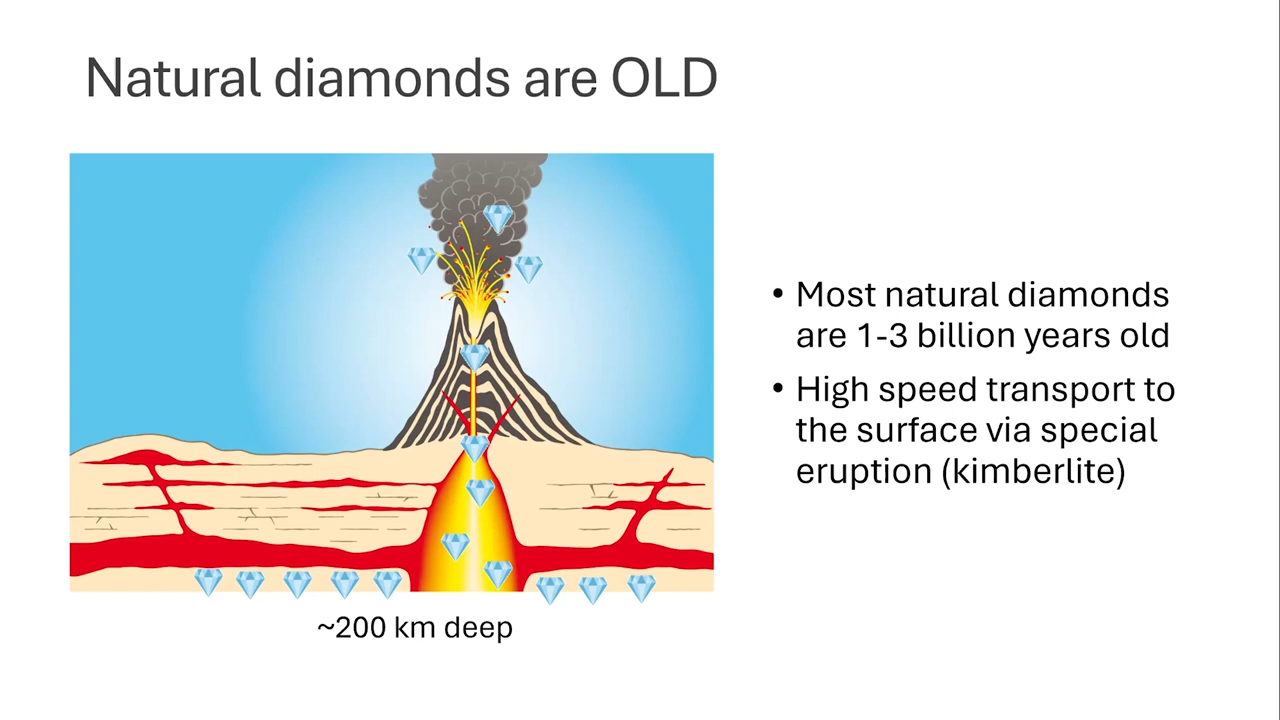 Natural diamonds are OLD
• Most natural diamonds
are 1-3 billion years old
• High speed transport to
the surface via special
eruption (kimberlite)
~200 km deep